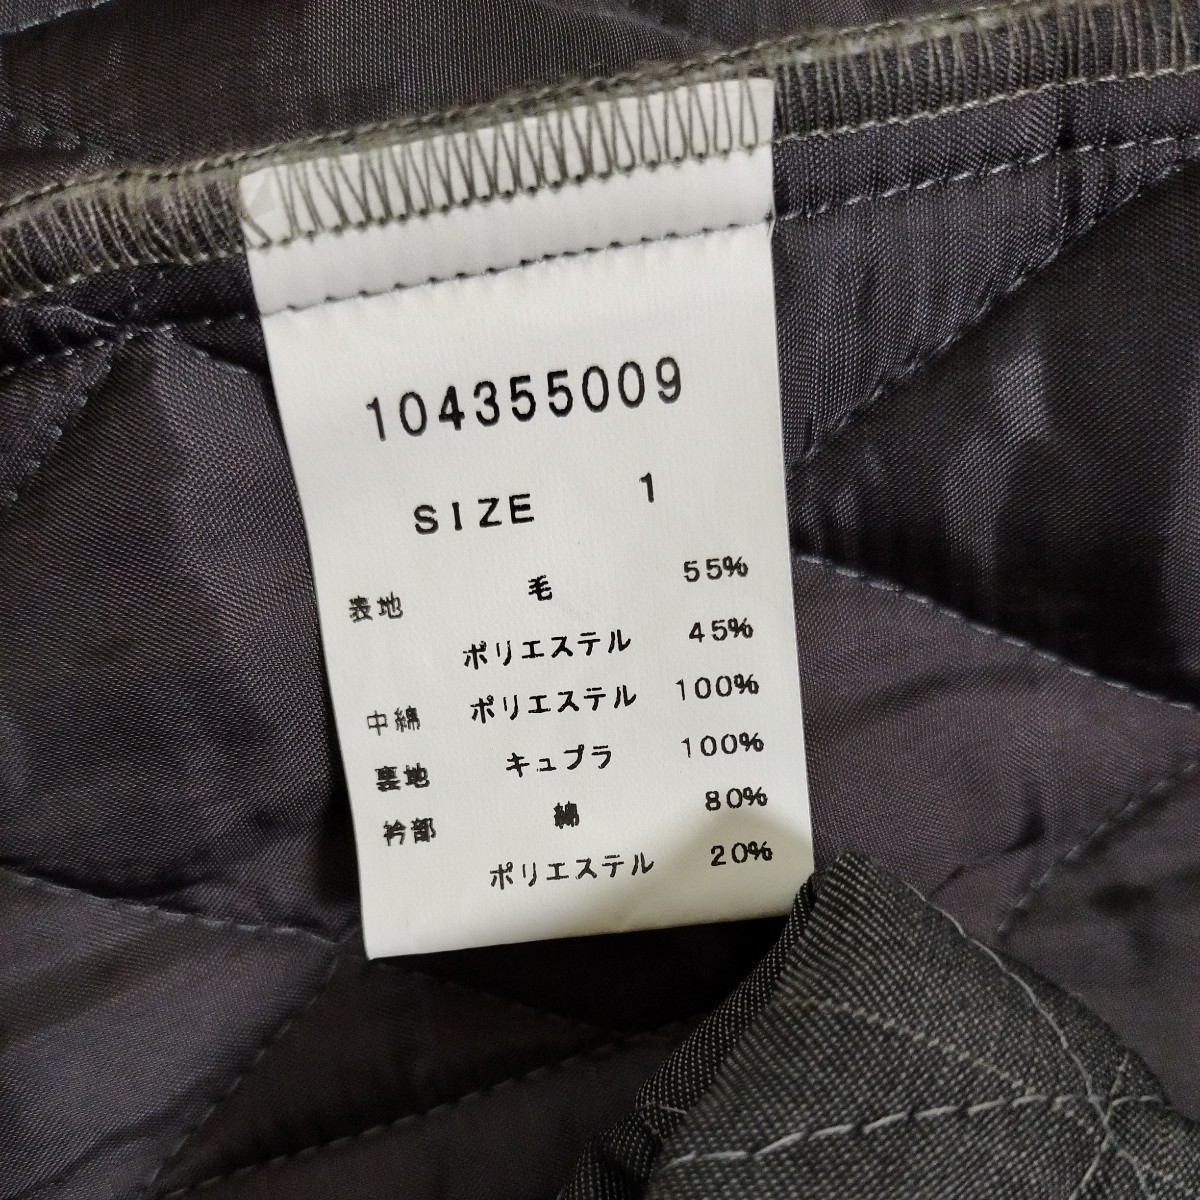 104355009
SIZE 1
表地 毛 55%
ポリエステル 45%
中綿 ポリエステル 100%
裏地 キュプラ 100%
衿部 綿 80%
ポリエステル 20%